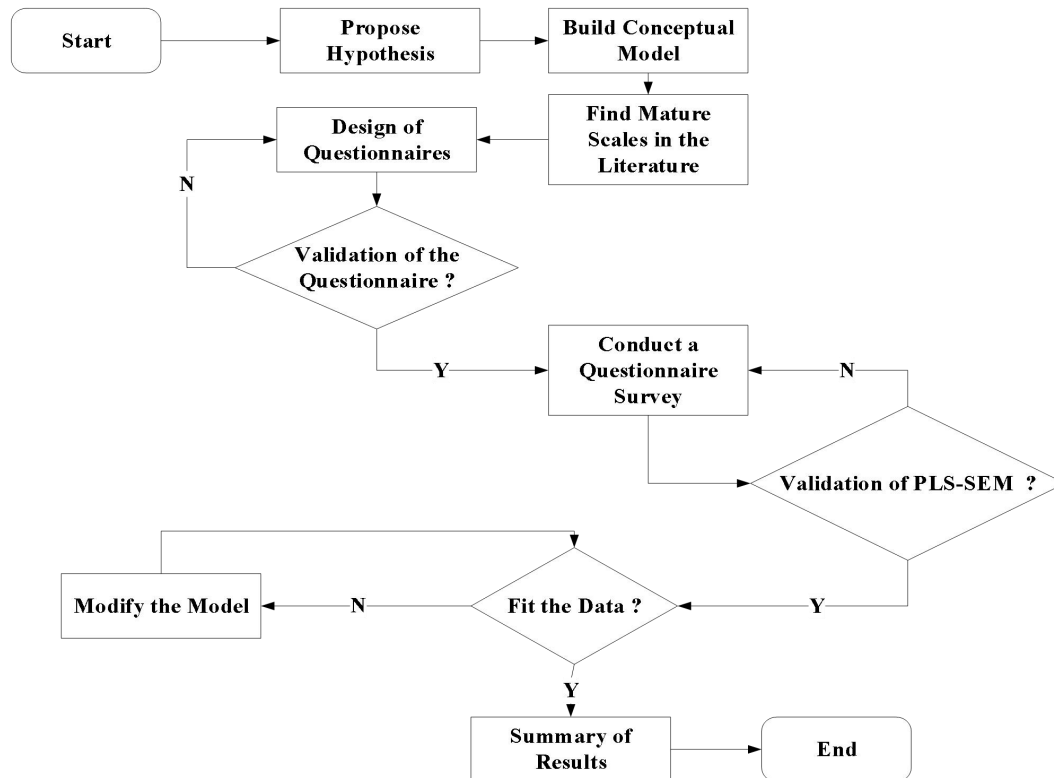 Start
Propose
Hypothesis
Build Conceptual
Model
Find Mature
Scales in the
Literature
Design of
Questionnaires
N
Validation of the
Questionnaire ?
Y
Conduct a
Questionnaire
Survey
N
Validation of PLS-SEM ?
Y
Fit the Data ?
N
Modify the Model
Y
Summary of
Results
End